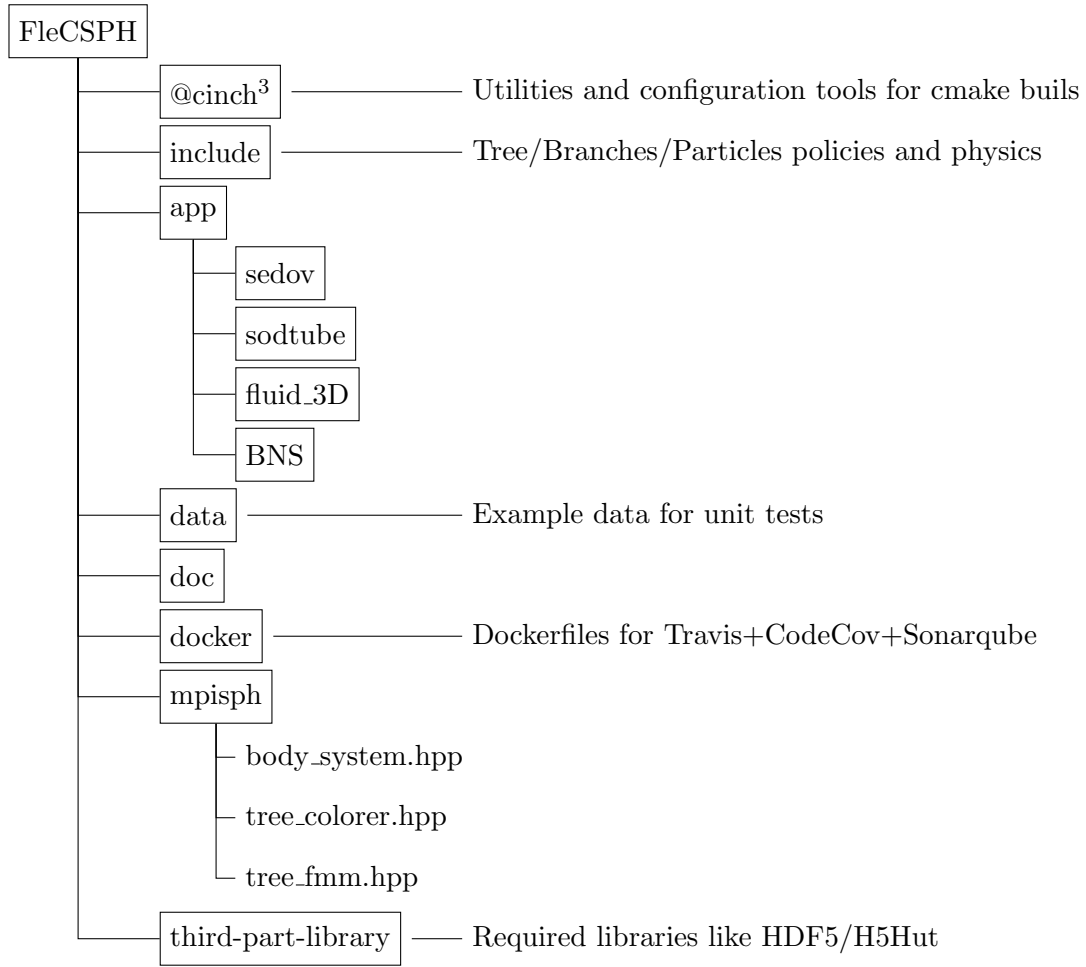 FleCSPH
@cinch³ Utilities and configuration tools for cmake buils
include Tree/Branches/Particles policies and physics
app
sedov
sodtube
fluid_3D
BNS
data Example data for unit tests
doc
docker Dockerfiles for Travis+CodeCov+Sonarqube
mpisph
body_system.hpp
tree_colorer.hpp
tree_fmm.hpp
third-part-library Required libraries like HDF5/H5Hut